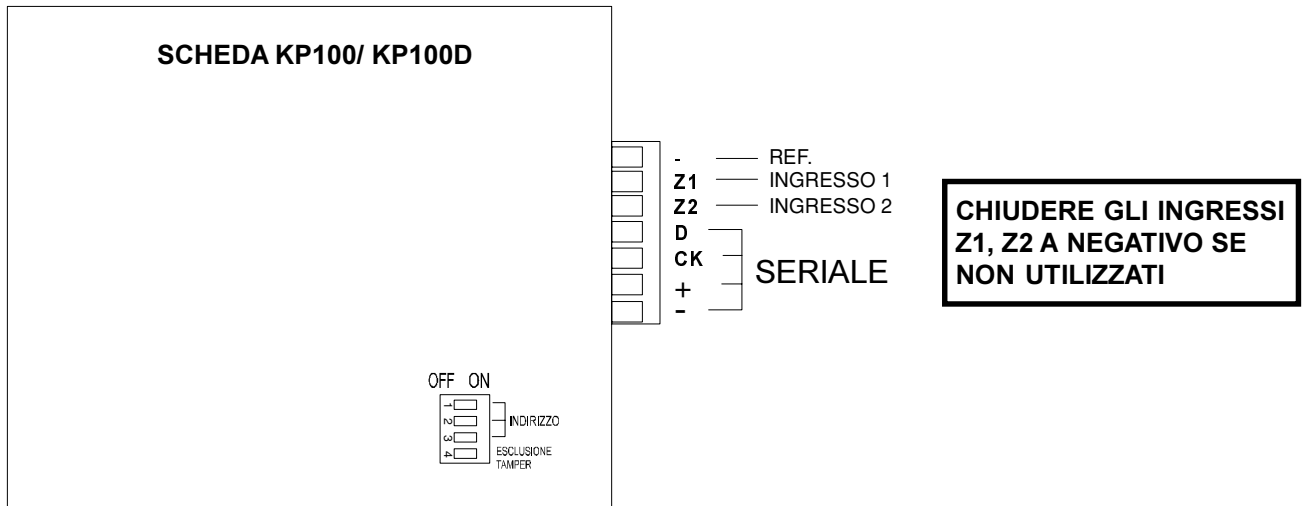 SCHEDA KP100/ KP100D
- REF.
Z1 INGRESSO 1
Z2 INGRESSO 2
D
CK
+
-
SERIALE
CHIUDERE GLI INGRESSI
Z1, Z2 A NEGATIVO SE
NON UTILIZZATI
OFF ON
1
2
3
4
INDIRIZZO
ESCLUSIONE
TAMPER